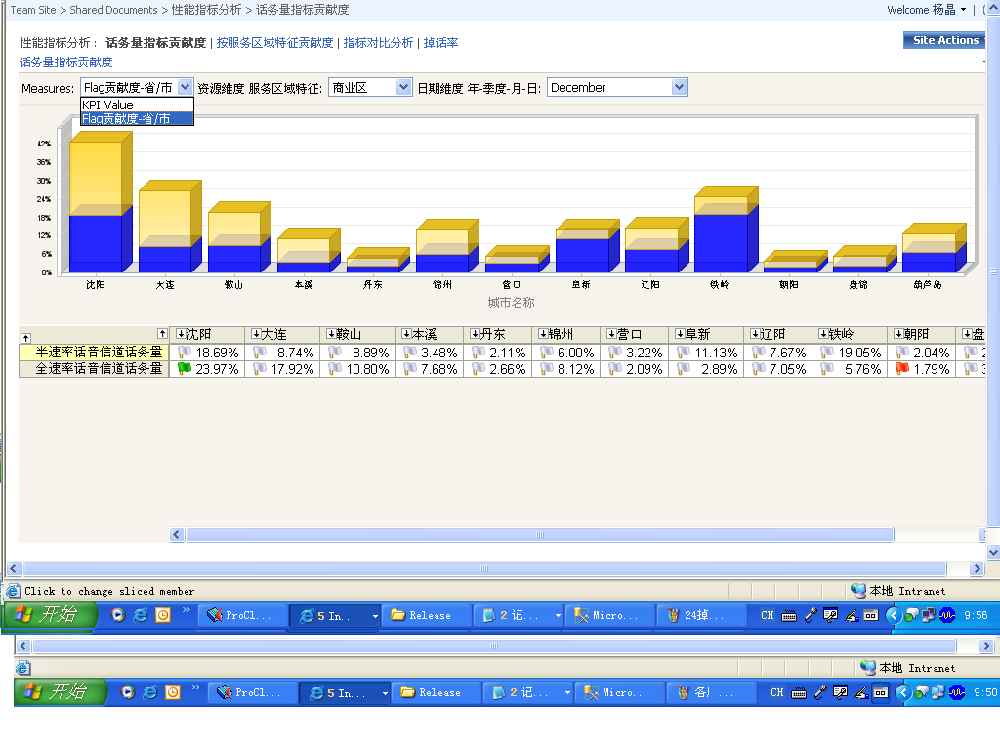 Team Site > Shared Documents > 性能指标分析 > 话务量指标贡献度
Welcome 杨晶
性能指标分析： 话务量指标贡献度 | 按服务区域特征贡献度 | 指标对比分析 | 掉话率
Site Actions
话务量指标贡献度
Measures: Flag贡献度-省/市 资源维度 服务区域特征: 商业区 日期维度 年-季度-月-日: December
KPI Value
Flag贡献度-省/市
42%
36%
30%
24%
18%
12%
6%
0%
沈阳 大连 鞍山 本溪 丹东 锦州 营口 阜新 辽阳 铁岭 朝阳 盘锦 葫芦岛
城市名称
沈阳 大连 鞍山 本溪 丹东 锦州 营口 阜新 辽阳 铁岭 朝阳 盘
半速率话音信道话务量 18.69% 8.74% 8.89% 3.48% 2.11% 6.00% 3.22% 11.13% 7.67% 19.05% 2.04%
全速率话音信道话务量 23.97% 17.92% 10.80% 7.68% 2.66% 8.12% 2.09% 2.89% 7.05% 5.76% 1.79%
Click to change sliced member
本地 Intranet
开始 ProCl... 5 In... Release 2 记... Micro... 24掉... CH 9:56
本地 Intranet
开始 ProCl... 5 In... Release 2 记... Micro... 各厂... CH 9:50